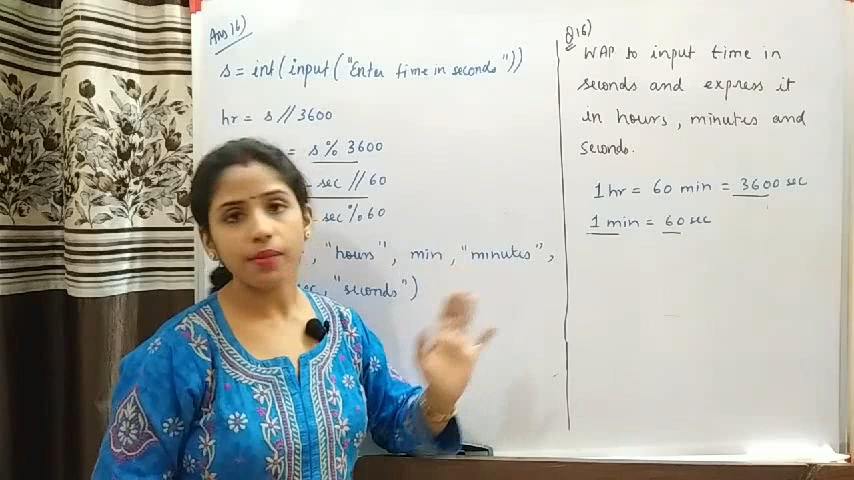 Ans 16)
s = int(input("Enter time in seconds"))
hr = s // 3600
= s % 3600
sec // 60
sec % 60
, "hours", min, "minutes",
"seconds")
Q16)
WAP to input time in
seconds and express it
in hours, minutes and
seconds.
1 hr = 60 min = 3600 sec
1 min = 60 sec